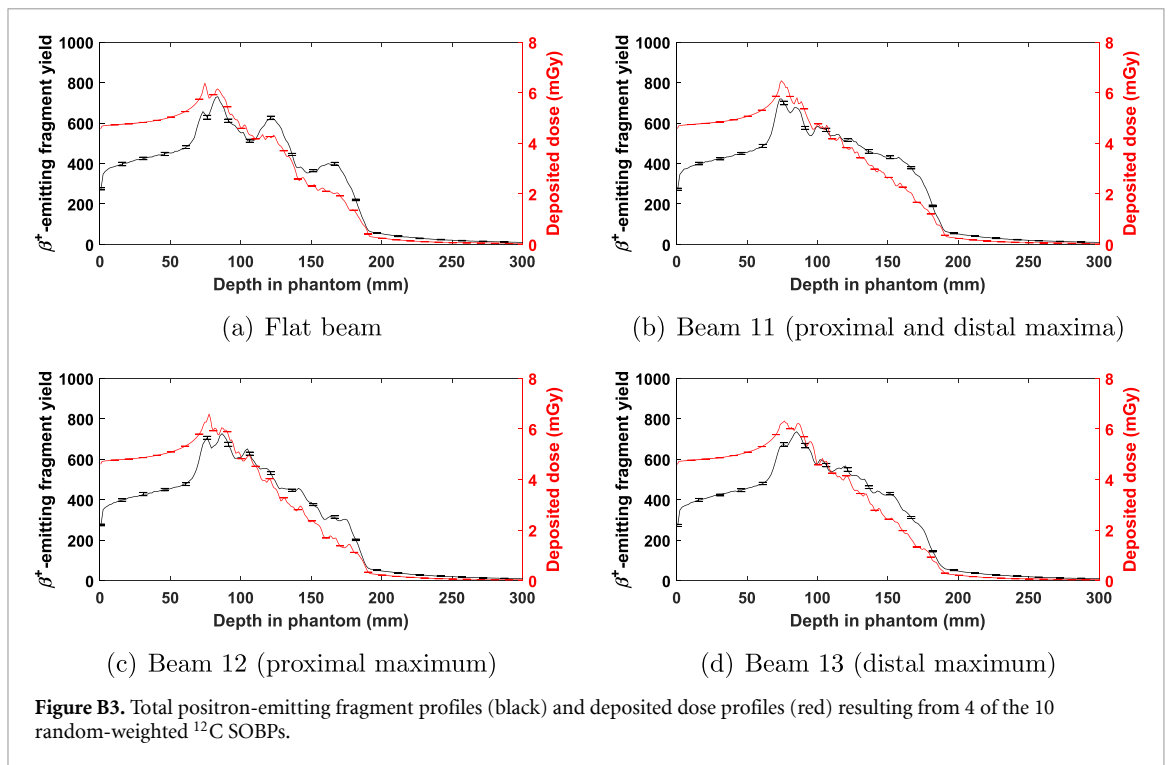 1000
800
600
400
200
0
β+-emitting fragment yield
8
6
4
2
0
Deposited dose (mGy)
0 50 100 150 200 250 300
Depth in phantom (mm)
(a) Flat beam
1000
800
600
400
200
0
β+-emitting fragment yield
8
6
4
2
0
Deposited dose (mGy)
0 50 100 150 200 250 300
Depth in phantom (mm)
(b) Beam 11 (proximal and distal maxima)
1000
800
600
400
200
0
β+-emitting fragment yield
8
6
4
2
0
Deposited dose (mGy)
0 50 100 150 200 250 300
Depth in phantom (mm)
(c) Beam 12 (proximal maximum)
1000
800
600
400
200
0
β+-emitting fragment yield
8
6
4
2
0
Deposited dose (mGy)
0 50 100 150 200 250 300
Depth in phantom (mm)
(d) Beam 13 (distal maximum)
Figure B3. Total positron-emitting fragment profiles (black) and deposited dose profiles (red) resulting from 4 of the 10
random-weighted ¹²C SOBPs.